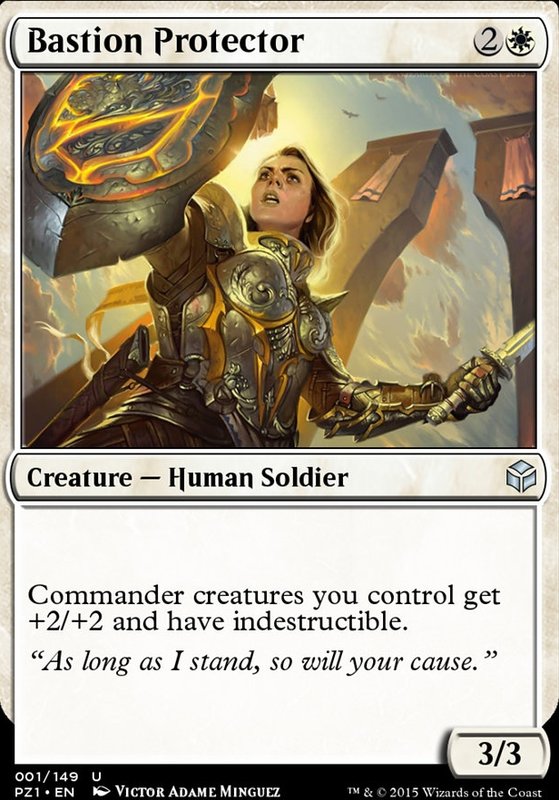 Bastion Protector 2
Creature — Human Soldier
Commander creatures you control get
+2/+2 and have indestructible.
“As long as I stand, so will your cause.”
3/3
001/149 U
PZ1 • EN Victor Adame Minguez
™ & © 2015 Wizards of the Coast